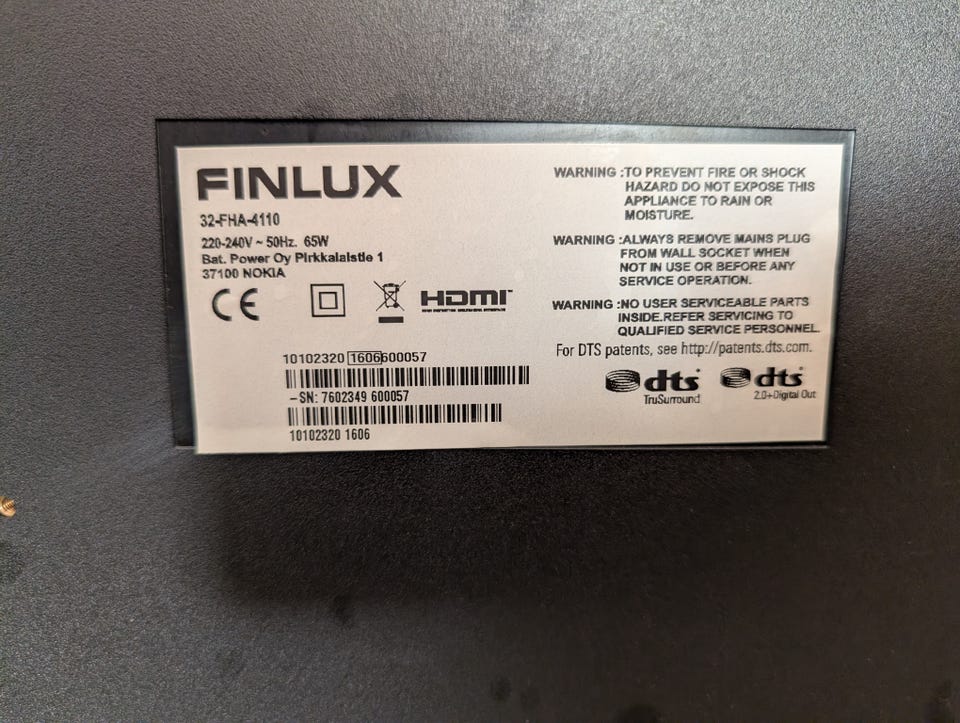 FINLUX
32-FHA-4110
220-240V ~ 50Hz. 65W
Bat. Power Oy Pirkkalaistie 1
37100 NOKIA
CE
HDMI
HIGH DEFINITION MULTIMEDIA INTERFACE
10102320 1606600057
-SN: 7602349 600057
10102320 1606
WARNING :TO PREVENT FIRE OR SHOCK
HAZARD DO NOT EXPOSE THIS
APPLIANCE TO RAIN OR
MOISTURE.
WARNING :ALWAYS REMOVE MAINS PLUG
FROM WALL SOCKET WHEN
NOT IN USE OR BEFORE ANY
SERVICE OPERATION.
WARNING :NO USER SERVICEABLE PARTS
INSIDE.REFER SERVICING TO
QUALIFIED SERVICE PERSONNEL.
For DTS patents, see http://patents.dts.com.
dts
TruSurround
dts
2.0+Digital Out